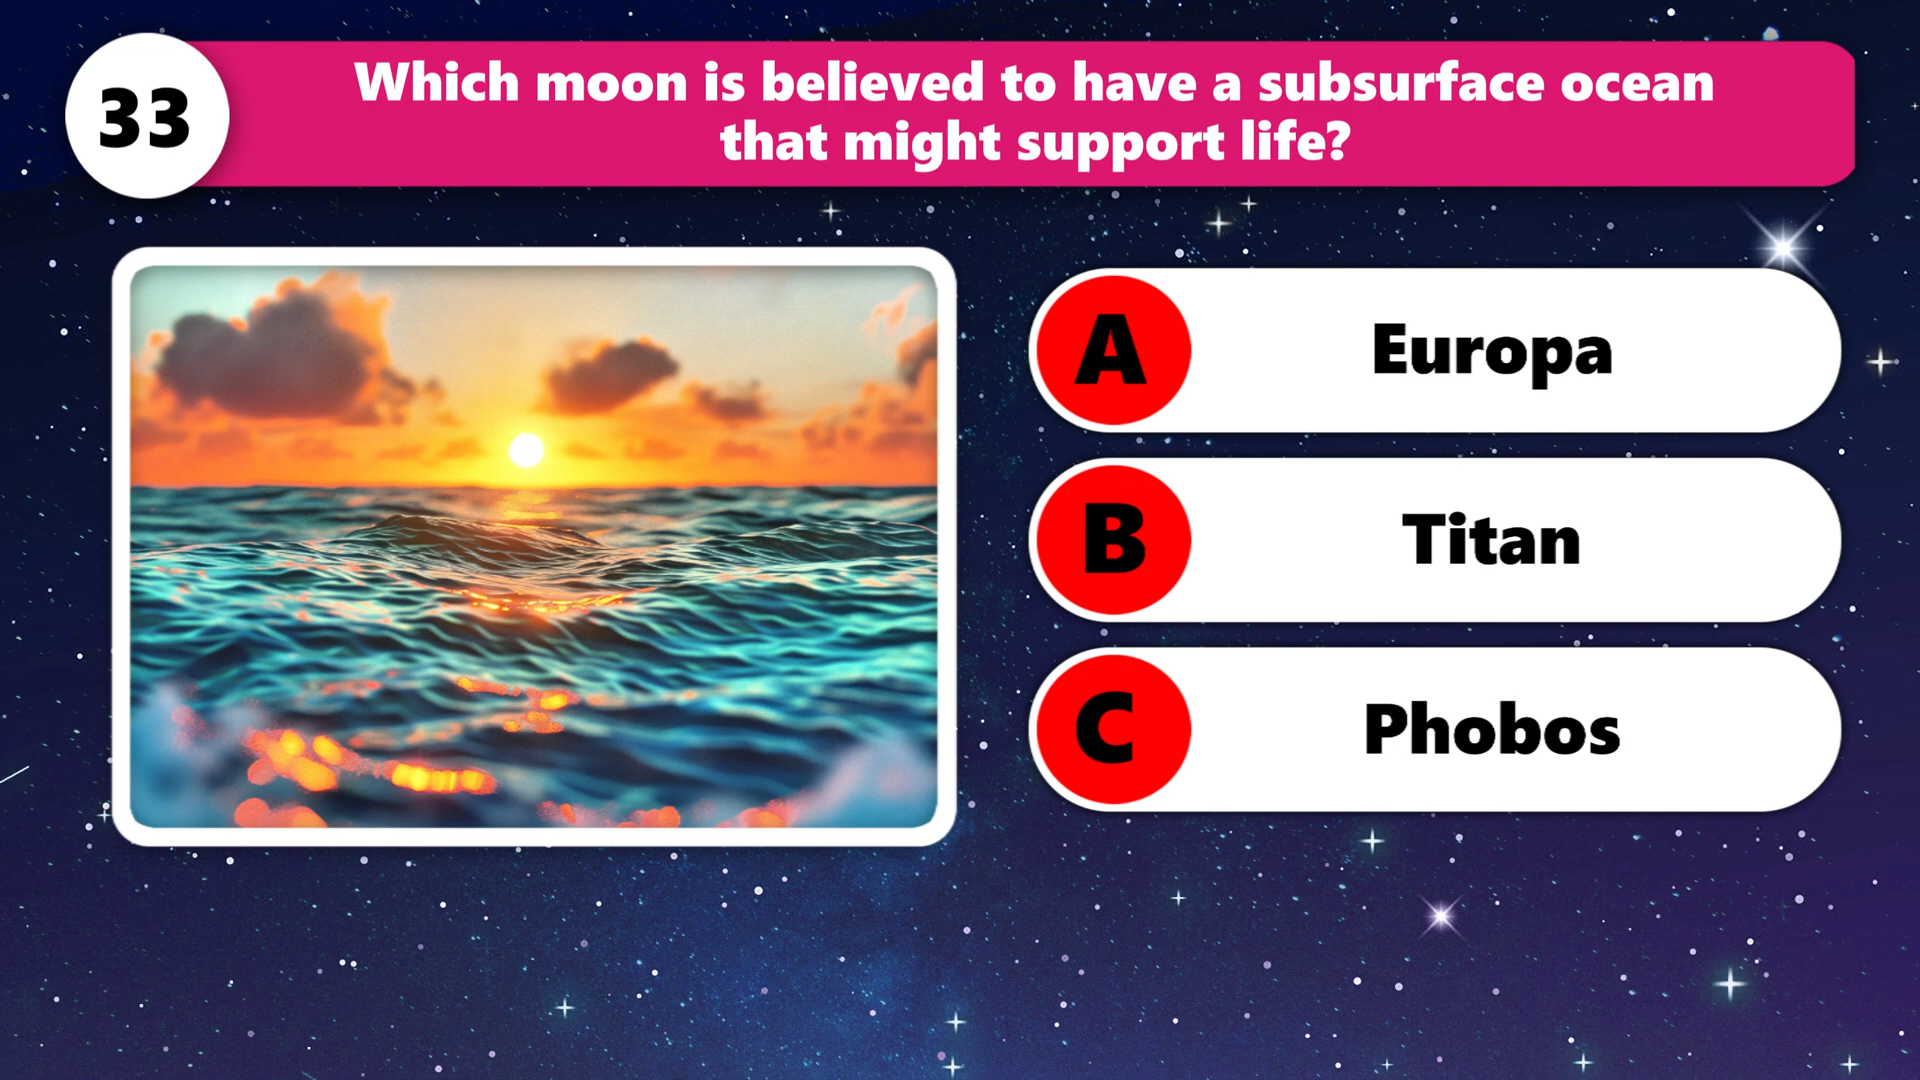 33
Which moon is believed to have a subsurface ocean
that might support life?
A Europa
B Titan
C Phobos